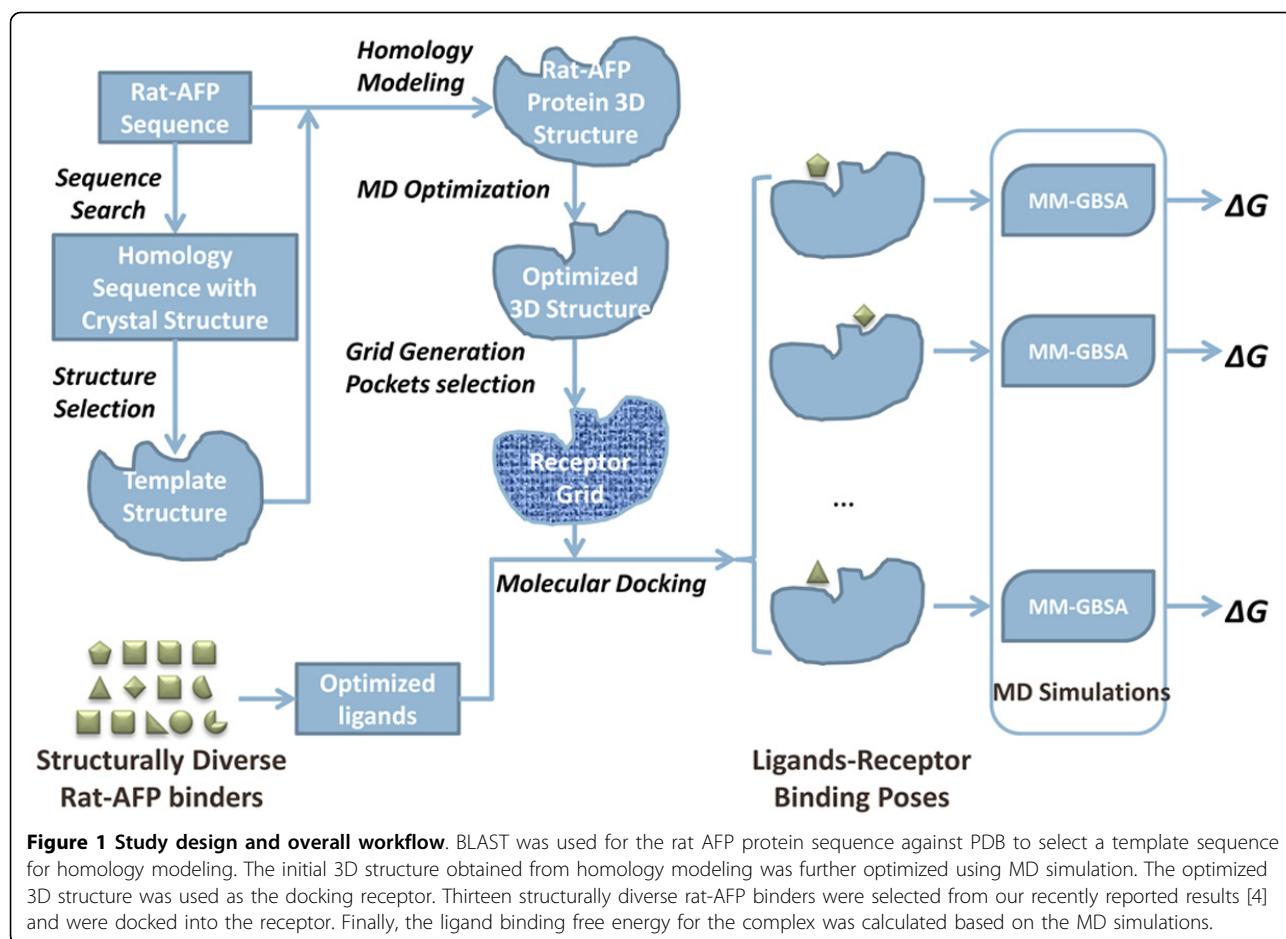 Rat-AFP
Sequence
Homology
Modeling
Rat-AFP
Protein 3D
Structure
Sequence
Search
MD Optimization
Homology
Sequence with
Crystal Structure
Optimized
3D Structure
Structure
Selection
Grid Generation
Pockets selection
Template
Structure
Receptor
Grid
Molecular Docking
Optimized
ligands
Structurally Diverse
Rat-AFP binders
MM-GBSA
ΔG
MM-GBSA
ΔG
...
MM-GBSA
ΔG
MD Simulations
Ligands-Receptor
Binding Poses
Figure 1 Study design and overall workflow. BLAST was used for the rat AFP protein sequence against PDB to select a template sequence
for homology modeling. The initial 3D structure obtained from homology modeling was further optimized using MD simulation. The optimized
3D structure was used as the docking receptor. Thirteen structurally diverse rat-AFP binders were selected from our recently reported results [4]
and were docked into the receptor. Finally, the ligand binding free energy for the complex was calculated based on the MD simulations.